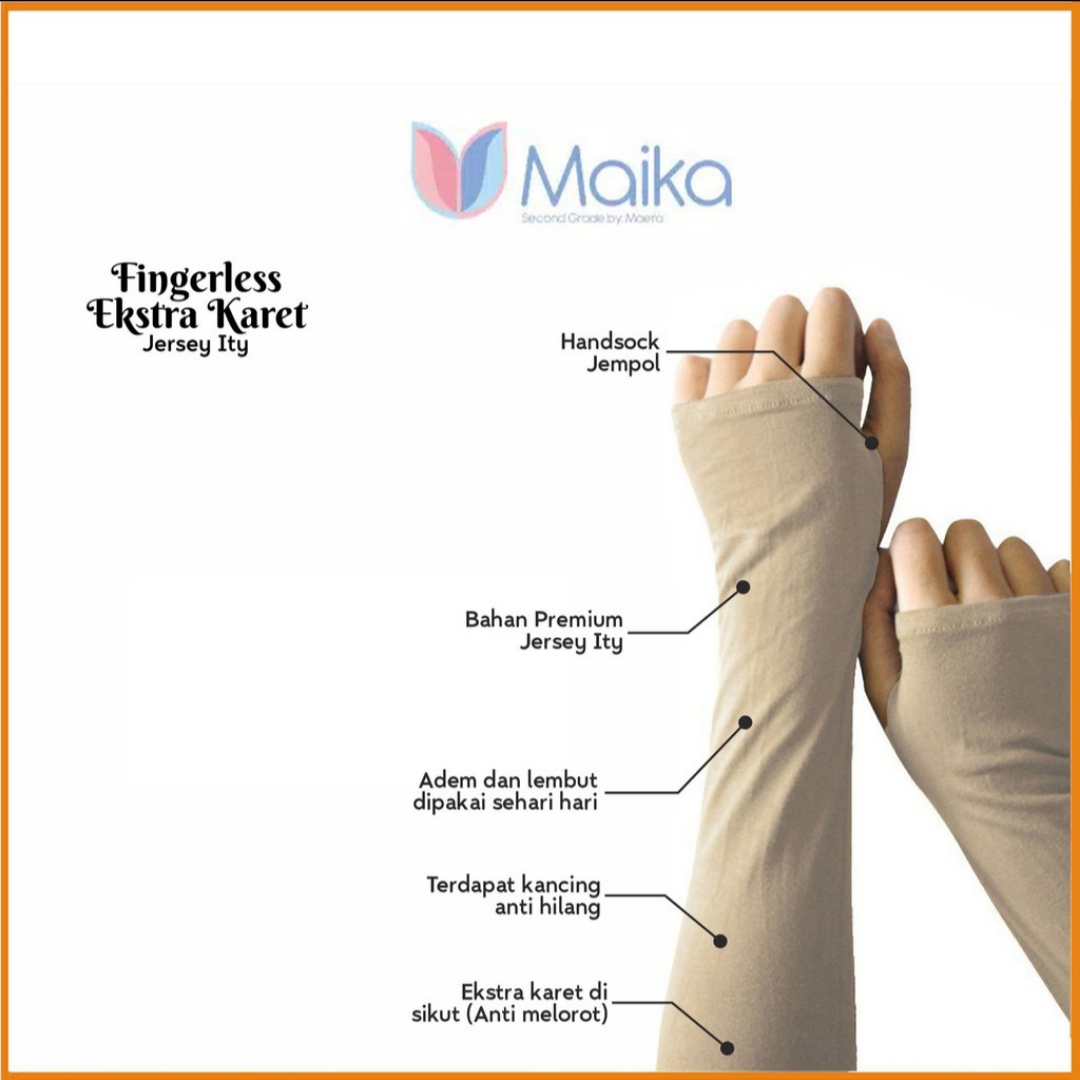 Maika
Second Grade by. Maera
Fingerless
Ekstra Karet
Jersey Ity
Handsock
Jempol
Bahan Premium
Jersey Ity
Adem dan lembut
dipakai sehari hari
Terdapat kancing
anti hilang
Ekstra karet di
sikut (Anti melorot)